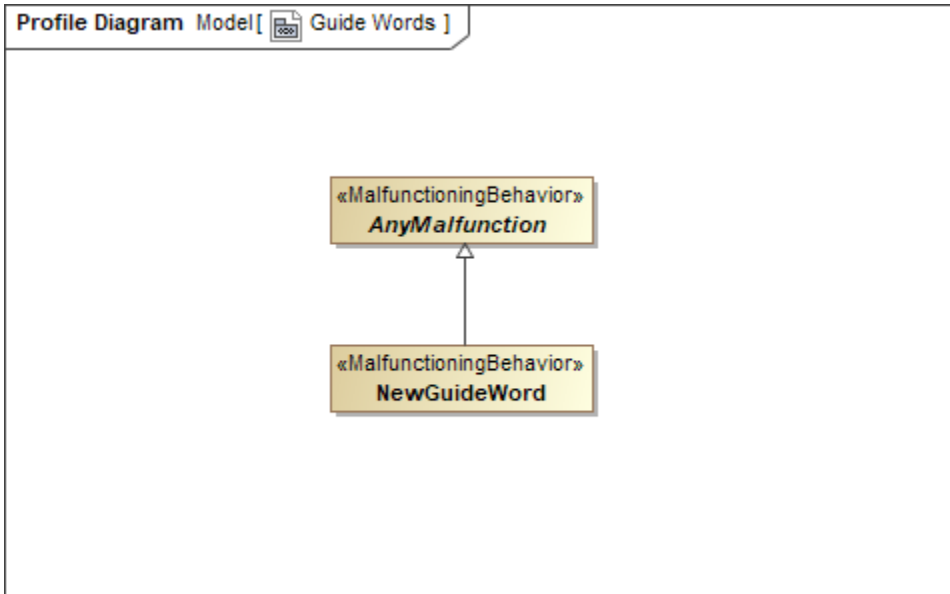 Profile Diagram Model[ Guide Words ]
«MalfunctioningBehavior»
AnyMalfunction
«MalfunctioningBehavior»
NewGuideWord